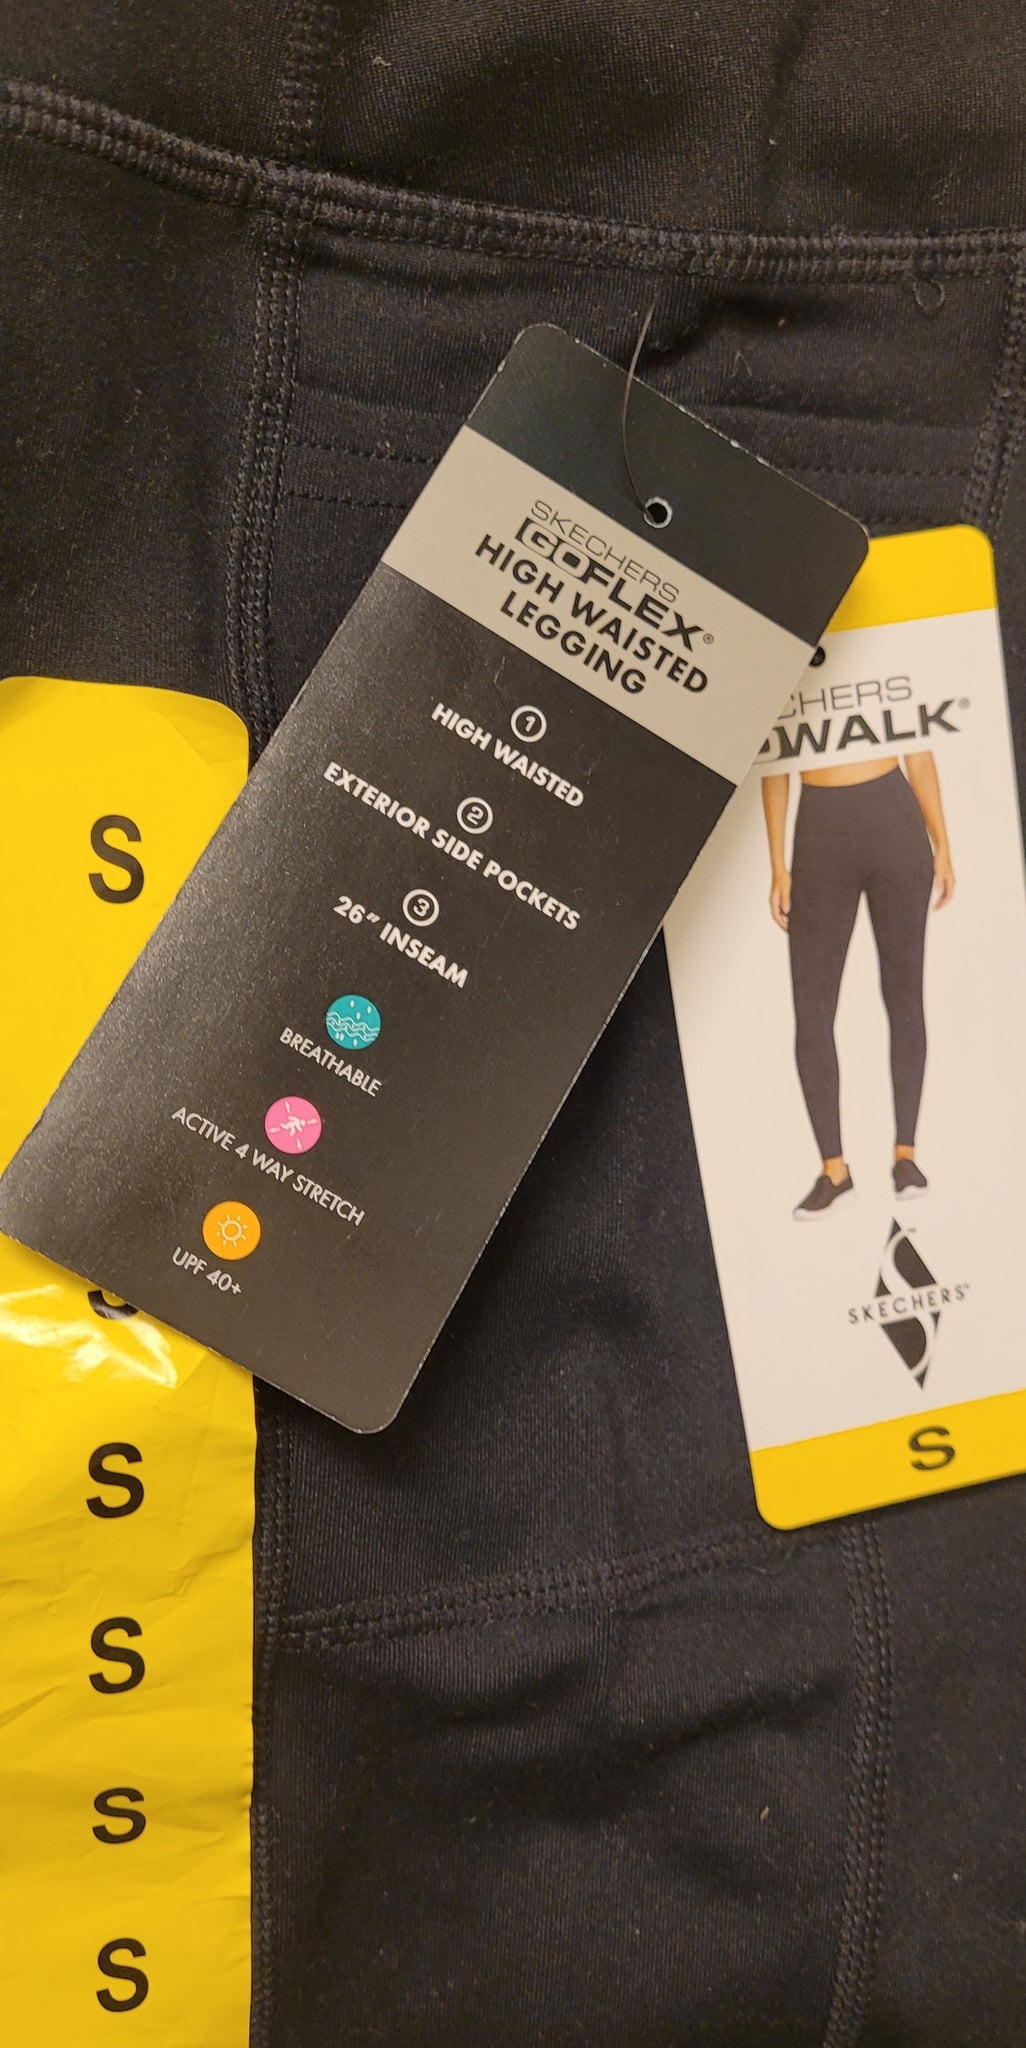 SKECHERS
GOFLEX®
HIGH WAISTED
LEGGING
1
HIGH WAISTED
2
EXTERIOR SIDE POCKETS
3
26" INSEAM
BREATHABLE
ACTIVE 4 WAY STRETCH
UPF 40+
CHERS
WALK®
SKECHERS™
S
S
S
S
S
S
S